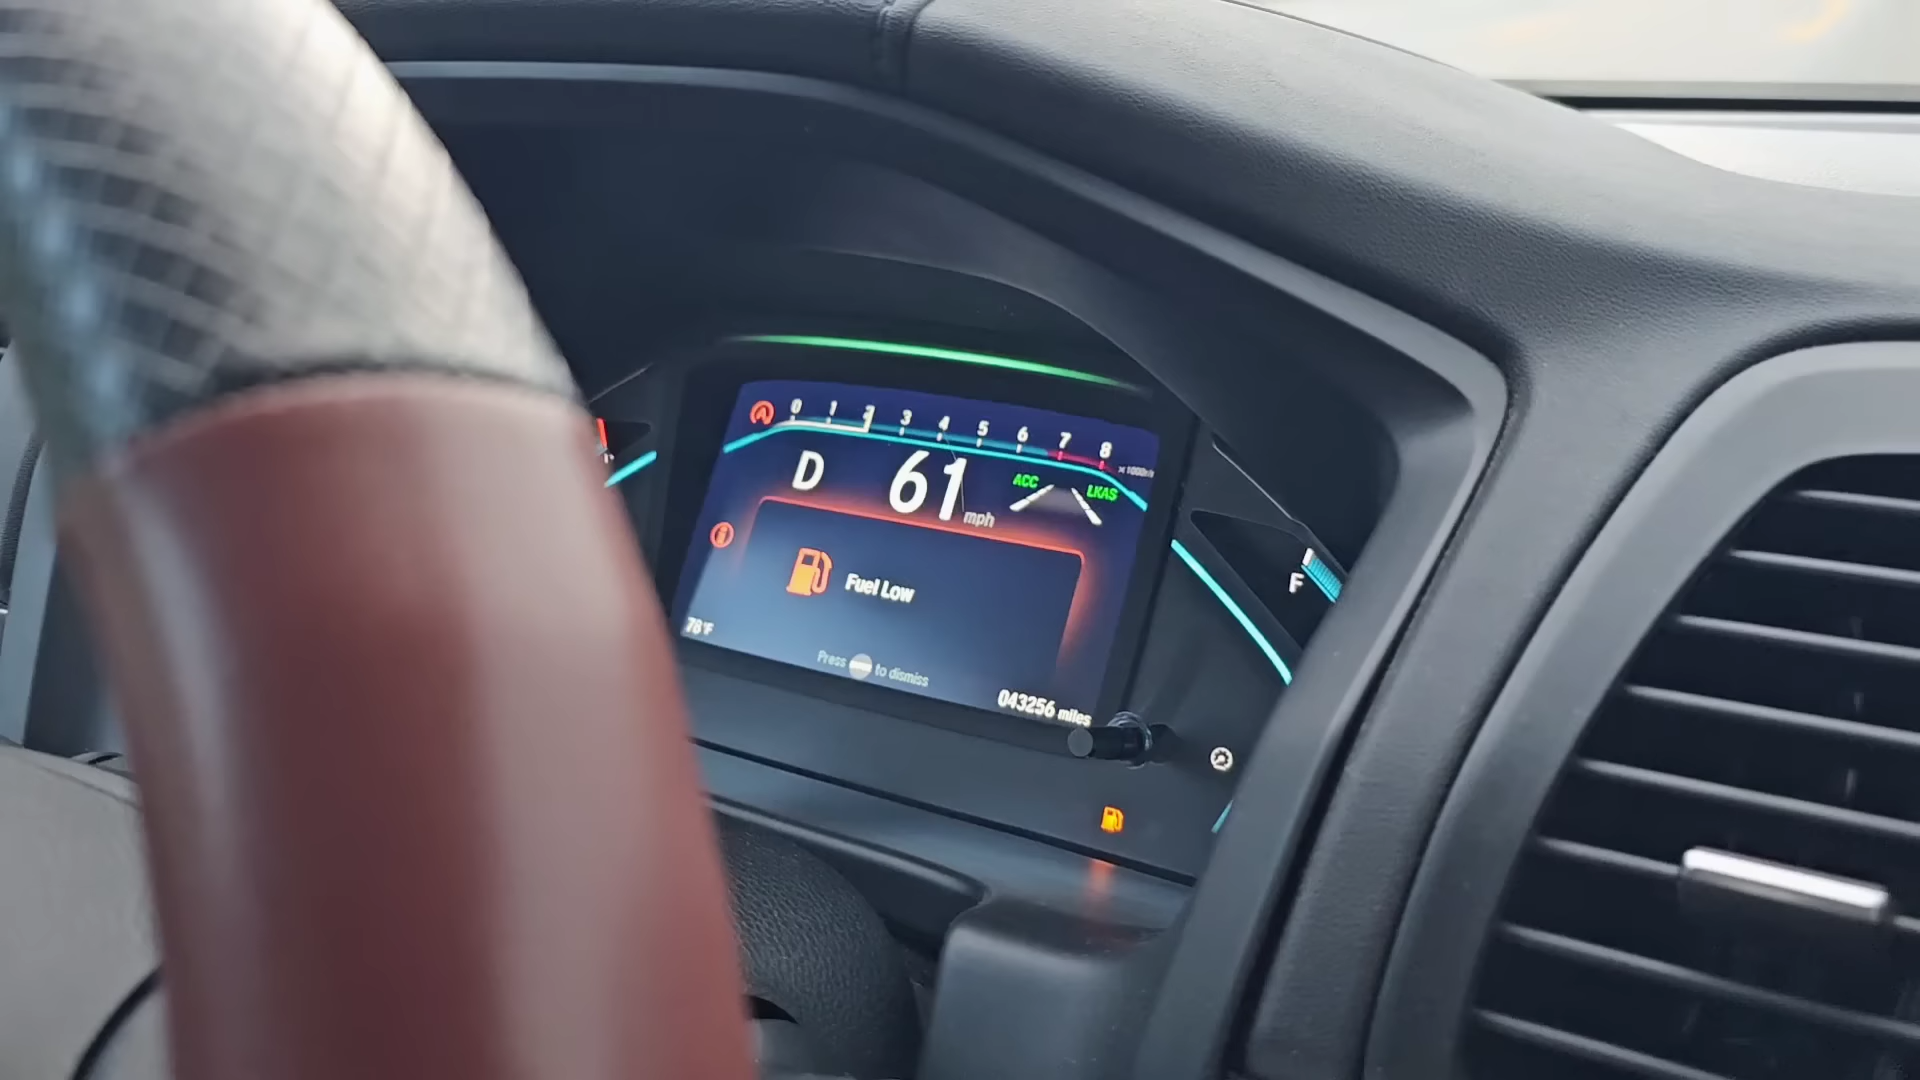 0 1 2 3 4 5 6 7 8
x1000r/min
D 61 mph
ACC LKAS
Fuel Low
F
78°F
Press to dismiss
043256 miles